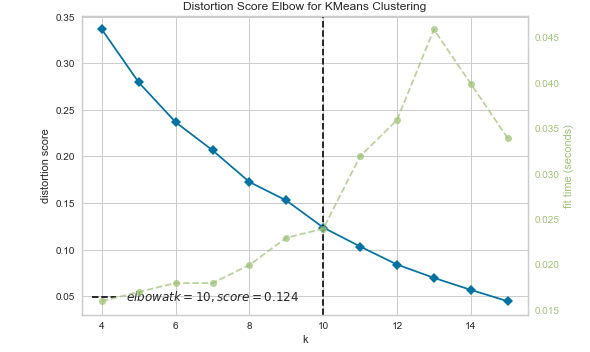 Distortion Score Elbow for KMeans Clustering
0.35
0.30
0.25
0.20
0.15
0.10
0.05
distortion score
0.045
0.040
0.035
0.030
0.025
0.020
0.015
fit time (seconds)
elbowatk = 10, score = 0.124
4 6 8 10 12 14
k